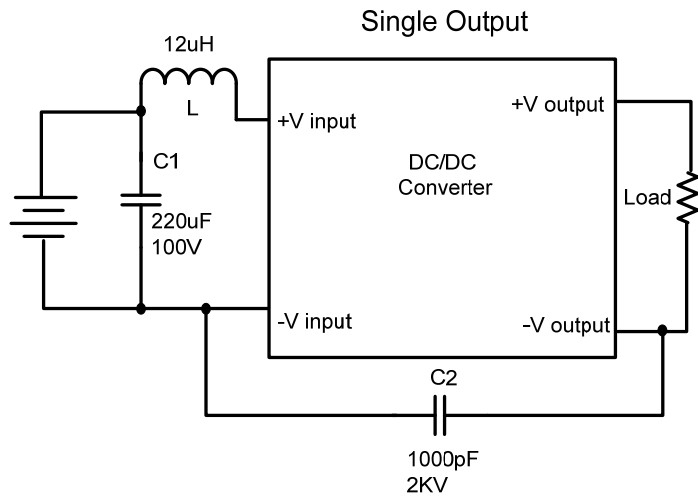 Single Output
12uH
L
+V input
+V output
C1
DC/DC
Converter
Load
220uF
100V
-V input
-V output
C2
1000pF
2KV